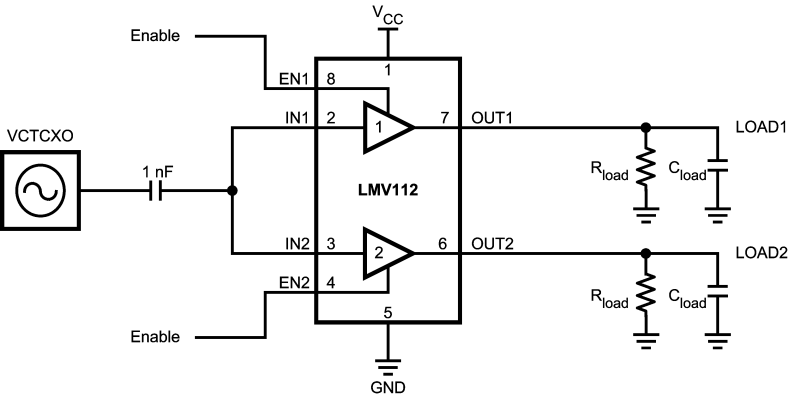 VCC
Enable
1
EN1 8
IN1 2
1
7 OUT1
LOAD1
VCTCXO
1 nF
Rload
Cload
LMV112
IN2 3
2
6 OUT2
LOAD2
EN2 4
Rload
Cload
5
Enable
GND